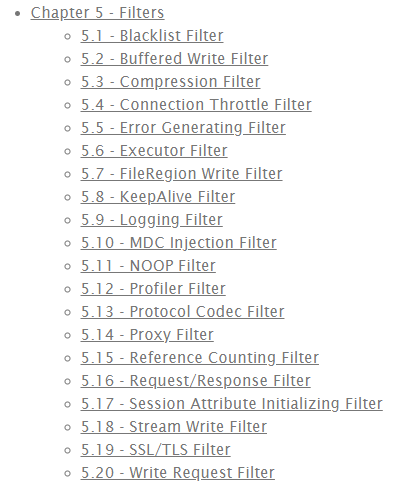 Chapter 5 - Filters
5.1 - Blacklist Filter
5.2 - Buffered Write Filter
5.3 - Compression Filter
5.4 - Connection Throttle Filter
5.5 - Error Generating Filter
5.6 - Executor Filter
5.7 - FileRegion Write Filter
5.8 - KeepAlive Filter
5.9 - Logging Filter
5.10 - MDC Injection Filter
5.11 - NOOP Filter
5.12 - Profiler Filter
5.13 - Protocol Codec Filter
5.14 - Proxy Filter
5.15 - Reference Counting Filter
5.16 - Request/Response Filter
5.17 - Session Attribute Initializing Filter
5.18 - Stream Write Filter
5.19 - SSL/TLS Filter
5.20 - Write Request Filter